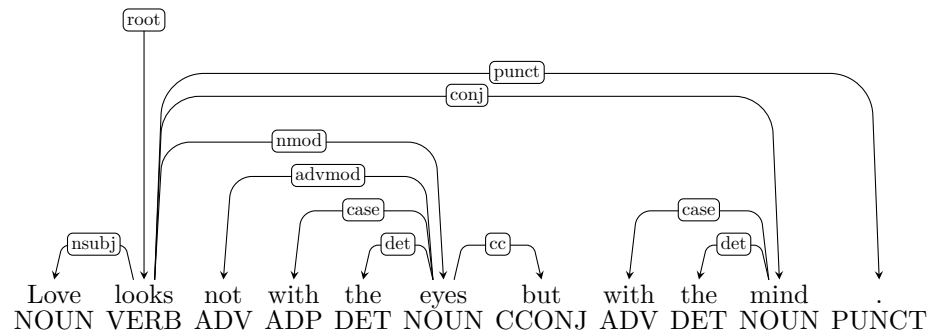 root
punct
conj
nmod
advmod
case case
nsubj det cc det
Love looks not with the eyes but with the mind .
NOUN VERB ADV ADP DET NOUN CCONJ ADV DET NOUN PUNCT